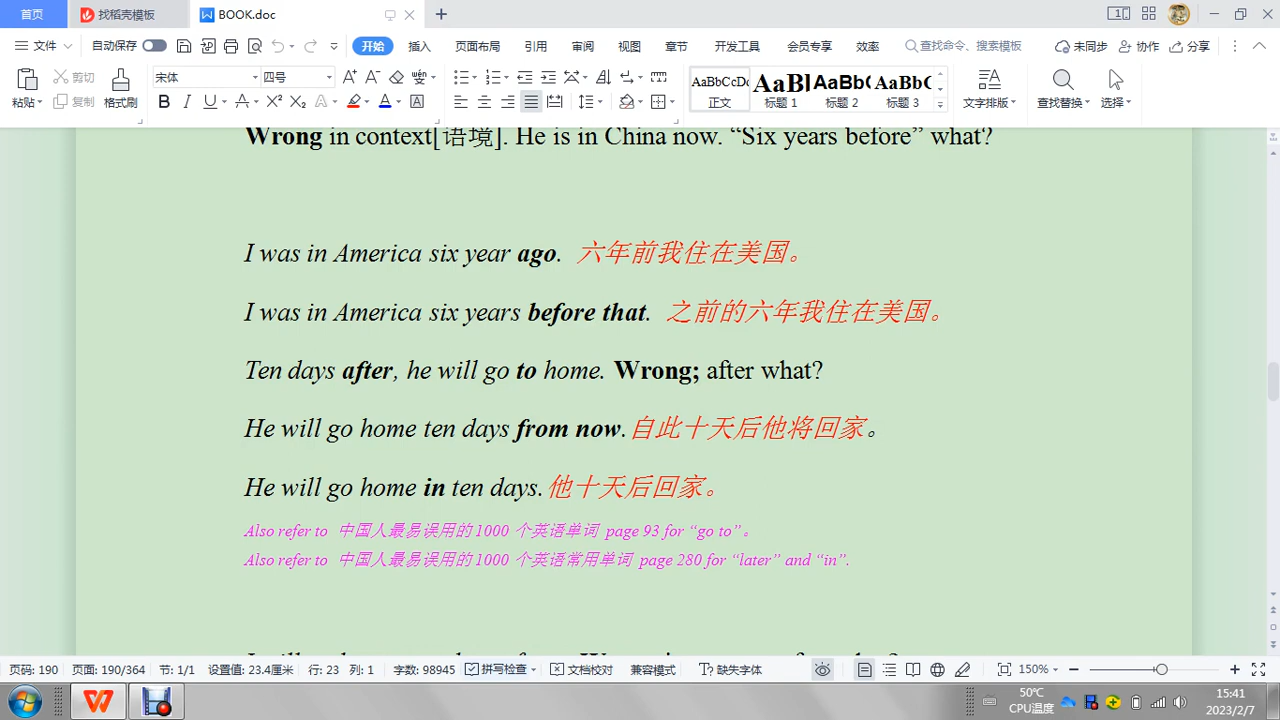 首页 找稻壳模板 BOOK.doc
文件 自动保存 开始 插入 页面布局 引用 审阅 视图 章节 开发工具 会员专享 效率 查找命令、搜索模板 未同步 协作 分享
粘贴 剪切 复制 格式刷 宋体 四号 AaBbCcDd 正文 AaBl 标题 1 AaBb( 标题 2 AaBbC 标题 3 文字排版 查找替换 选择
Wrong in context[语境]. He is in China now. “Six years before” what?
I was in America six year ago. 六年前我住在美国。
I was in America six years before that. 之前的六年我住在美国。
Ten days after, he will go to home. Wrong; after what?
He will go home ten days from now. 自此十天后他将回家。
He will go home in ten days. 他十天后回家。
Also refer to 中国人最易误用的1000 个英语单词 page 93 for “go to”。
Also refer to 中国人最易误用的1000 个英语常用单词 page 280 for “later” and “in”.
页码: 190 页面: 190/364 节: 1/1 设置值: 23.4厘米 行: 23 列: 1 字数: 98945 拼写检查 文档校对 兼容模式 缺失字体 150%
50℃ 15:41
CPU温度 2023/2/7